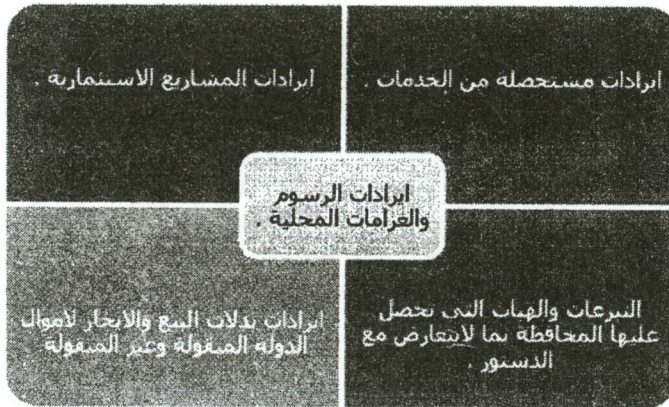 ايرادات مستحصلة من الخدمات .
ايرادات المشاريع الاستثمارية .
ايرادات الرسوم
والغرامات المحلية .
التبرعات والهبات التي تحصل
عليها المحافظة بما لايتعارض مع
الدستور .
ايرادات بدلات البيع والايجار لاموال
الدولة المنقولة وغير المنقولة